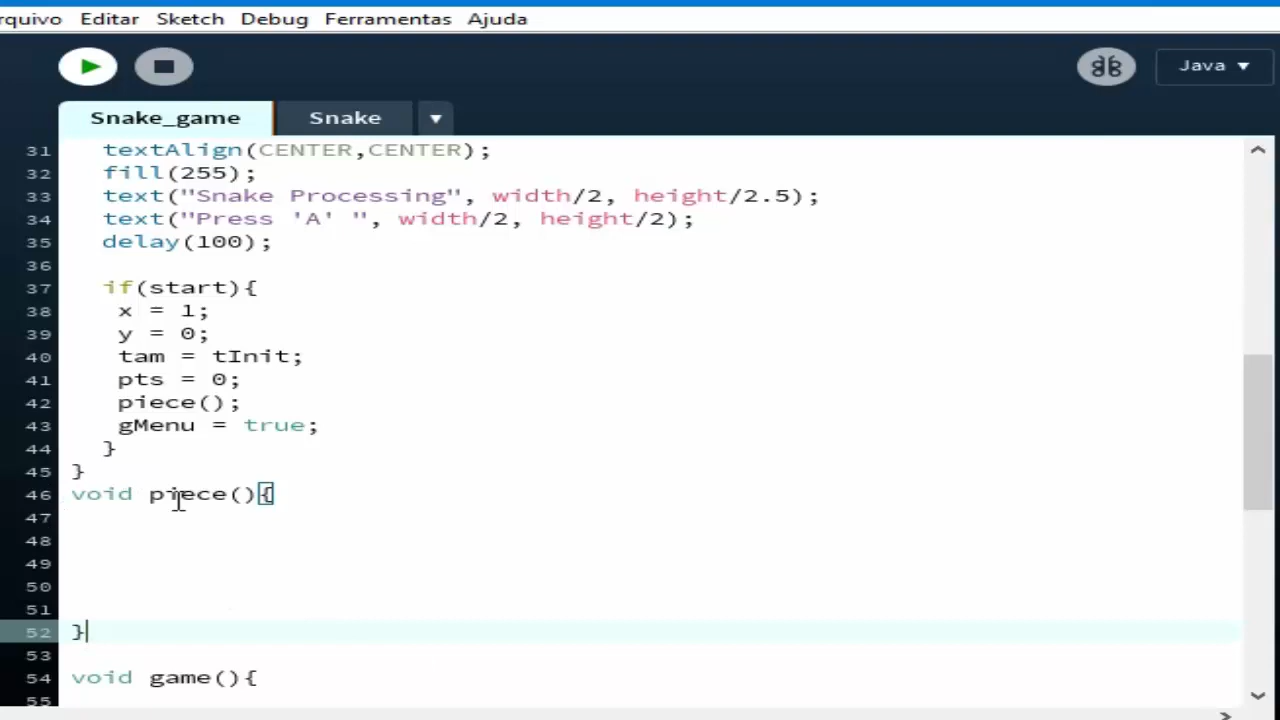 rquivo Editar Sketch Debug Ferramentas Ajuda
Java
Snake_game Snake
31 textAlign(CENTER,CENTER);
32 fill(255);
33 text("Snake Processing", width/2, height/2.5);
34 text("Press 'A' ", width/2, height/2);
35 delay(100);
36
37 if(start){
38 x = 1;
39 y = 0;
40 tam = tInit;
41 pts = 0;
42 piece();
43 gMenu = true;
44 }
45 }
46 void piece(){
47
48
49
50
51
52 }
53
54 void game(){
55